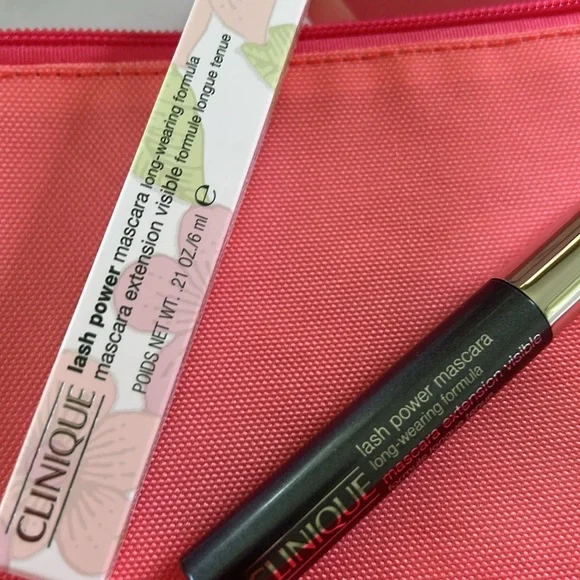 CLINIQUE
lash power mascara long-wearing formula
mascara extension visible formule longue tenue
POIDS NET WT. .21 OZ./6 ml ℮
CLINIQUE
lash power mascara
long-wearing formula
mascara extension visible